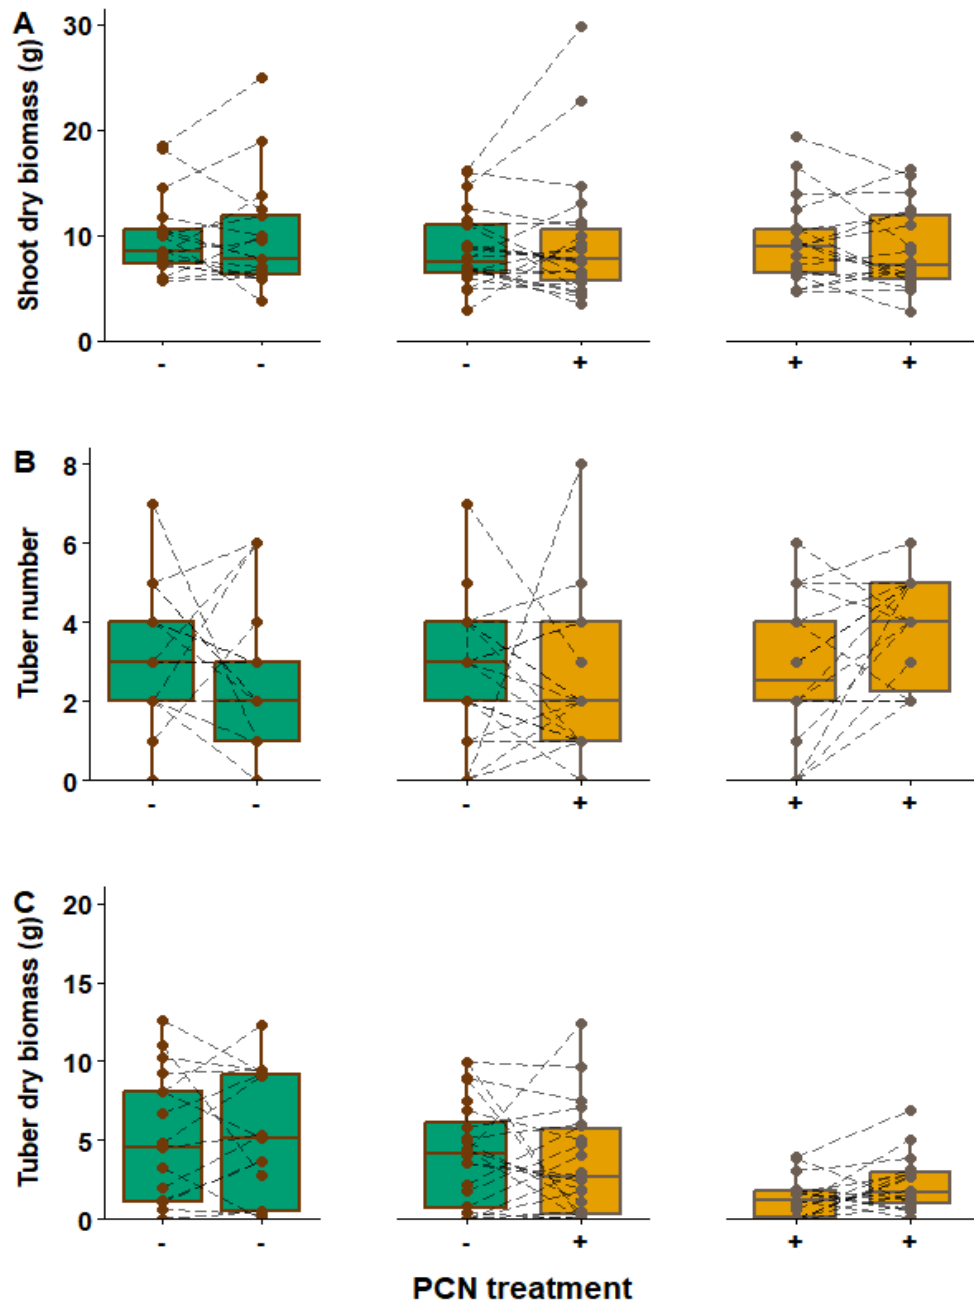 A
Shoot dry biomass (g)
30
20
10
0
- - - + + +
B
Tuber number
8
6
4
2
0
- - - + + +
C
Tuber dry biomass (g)
20
15
10
5
0
- - - + + +
PCN treatment